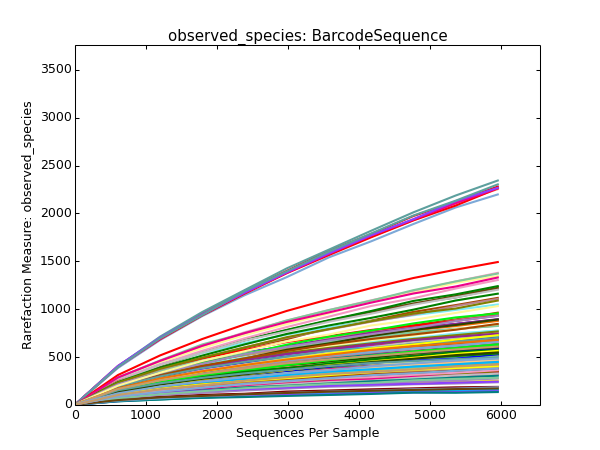 observed_species: BarcodeSequence
3500
3000
2500
2000
1500
1000
500
0
Rarefaction Measure: observed_species
0 1000 2000 3000 4000 5000 6000
Sequences Per Sample